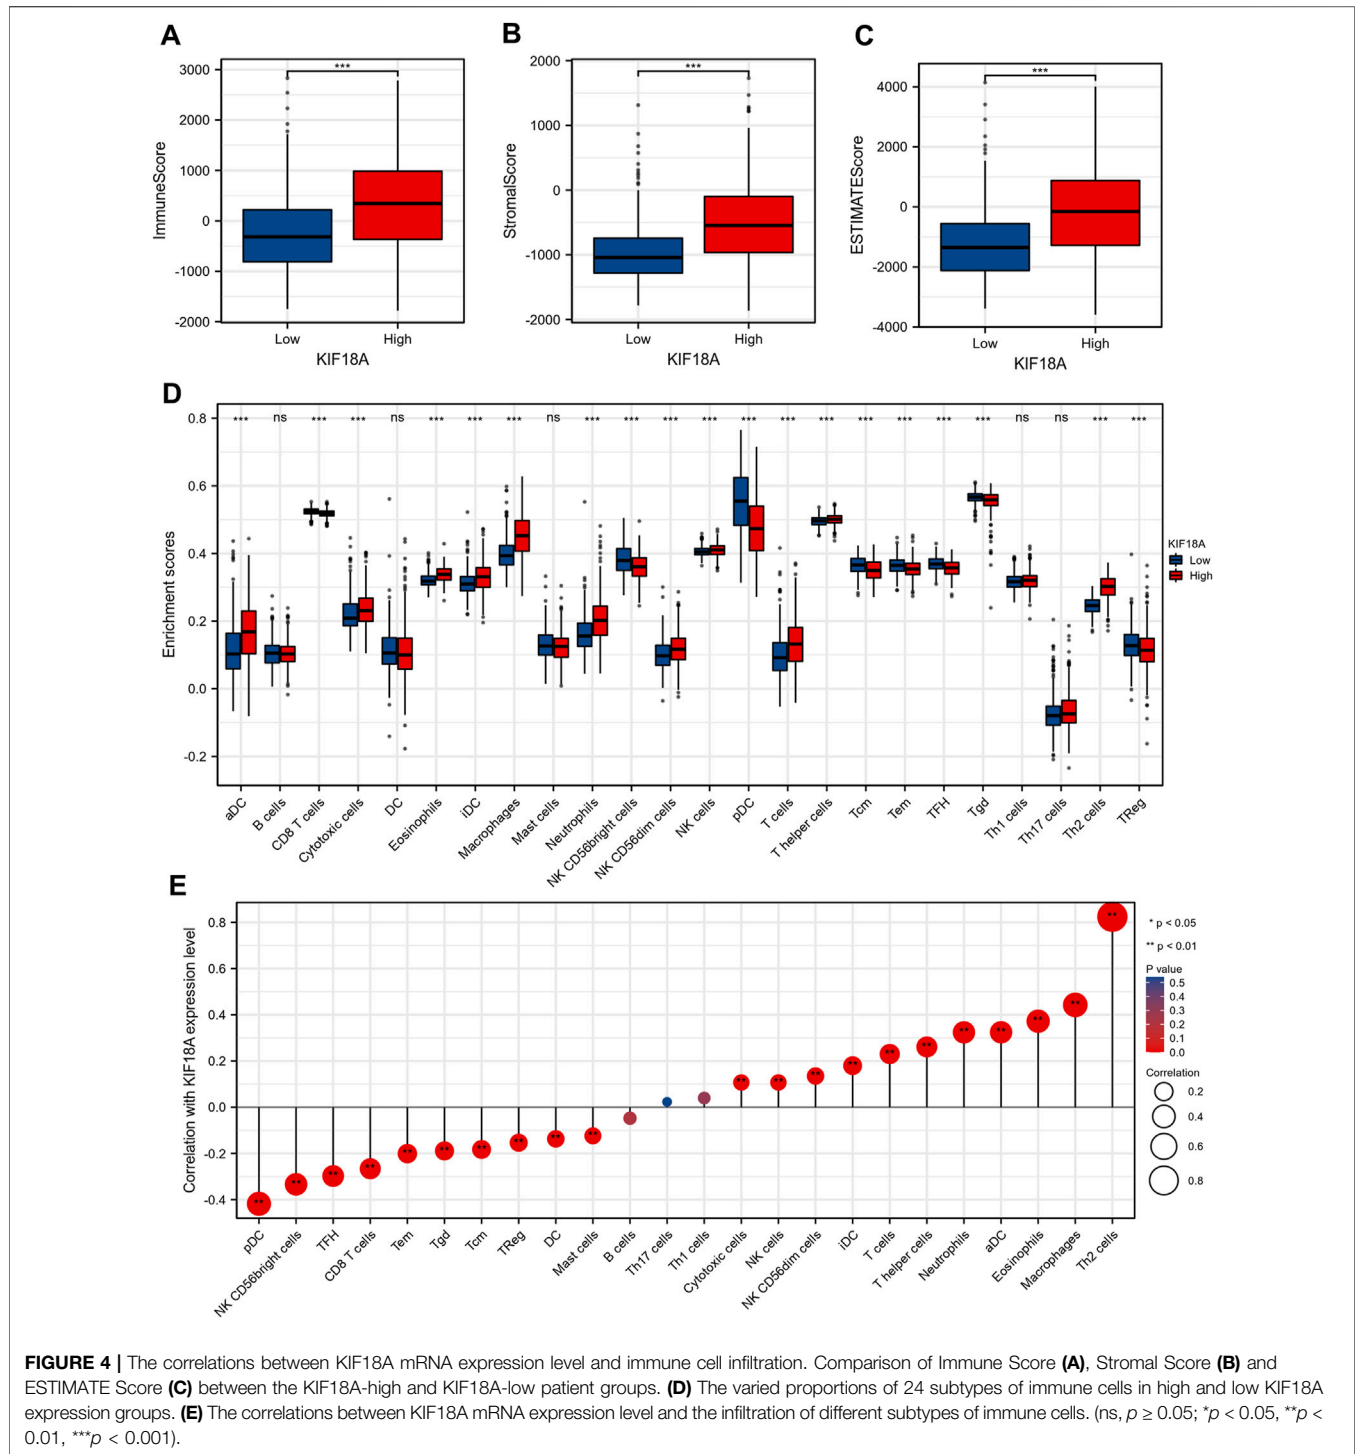 A
B
C
3000
2000
1000
0
-1000
-2000
ImmuneScore
***
Low
High
KIF18A
2000
1000
0
-1000
-2000
StromalScore
***
Low
High
KIF18A
4000
2000
0
-2000
-4000
ESTIMATEScore
***
Low
High
KIF18A
D
0.8
0.6
0.4
0.2
0.0
-0.2
Enrichment scores
*** ns *** *** ns *** *** *** ns *** *** *** *** *** *** *** *** *** *** *** ns ns *** ***
aDC
B cells
CD8 T cells
Cytotoxic cells
DC
Eosinophils
iDC
Macrophages
Mast cells
Neutrophils
NK CD56bright cells
NK CD56dim cells
NK cells
pDC
T cells
T helper cells
Tcm
Tem
TFH
Tgd
Th1 cells
Th17 cells
Th2 cells
TReg
KIF18A
Low
High
E
0.8
0.6
0.4
0.2
0.0
-0.2
-0.4
Correlation with KIF18A expression level
** ** ** ** ** ** ** ** ** ** ** ** ** ** ** ** ** ** ** ** **
pDC
NK CD56bright cells
TFH
CD8 T cells
Tem
Tgd
Tcm
TReg
DC
Mast cells
B cells
Th17 cells
Th1 cells
Cytotoxic cells
NK cells
NK CD56dim cells
iDC
T cells
T helper cells
Neutrophils
aDC
Eosinophils
Macrophages
Th2 cells
* p < 0.05
** p < 0.01
P value
0.5
0.4
0.3
0.2
0.1
0.0
Correlation
0.2
0.4
0.6
0.8
FIGURE 4 | The correlations between KIF18A mRNA expression level and immune cell infiltration. Comparison of Immune Score (A), Stromal Score (B) and
ESTIMATE Score (C) between the KIF18A-high and KIF18A-low patient groups. (D) The varied proportions of 24 subtypes of immune cells in high and low KIF18A
expression groups. (E) The correlations between KIF18A mRNA expression level and the infiltration of different subtypes of immune cells. (ns, p ≥ 0.05; *p < 0.05, **p <
0.01, ***p < 0.001).